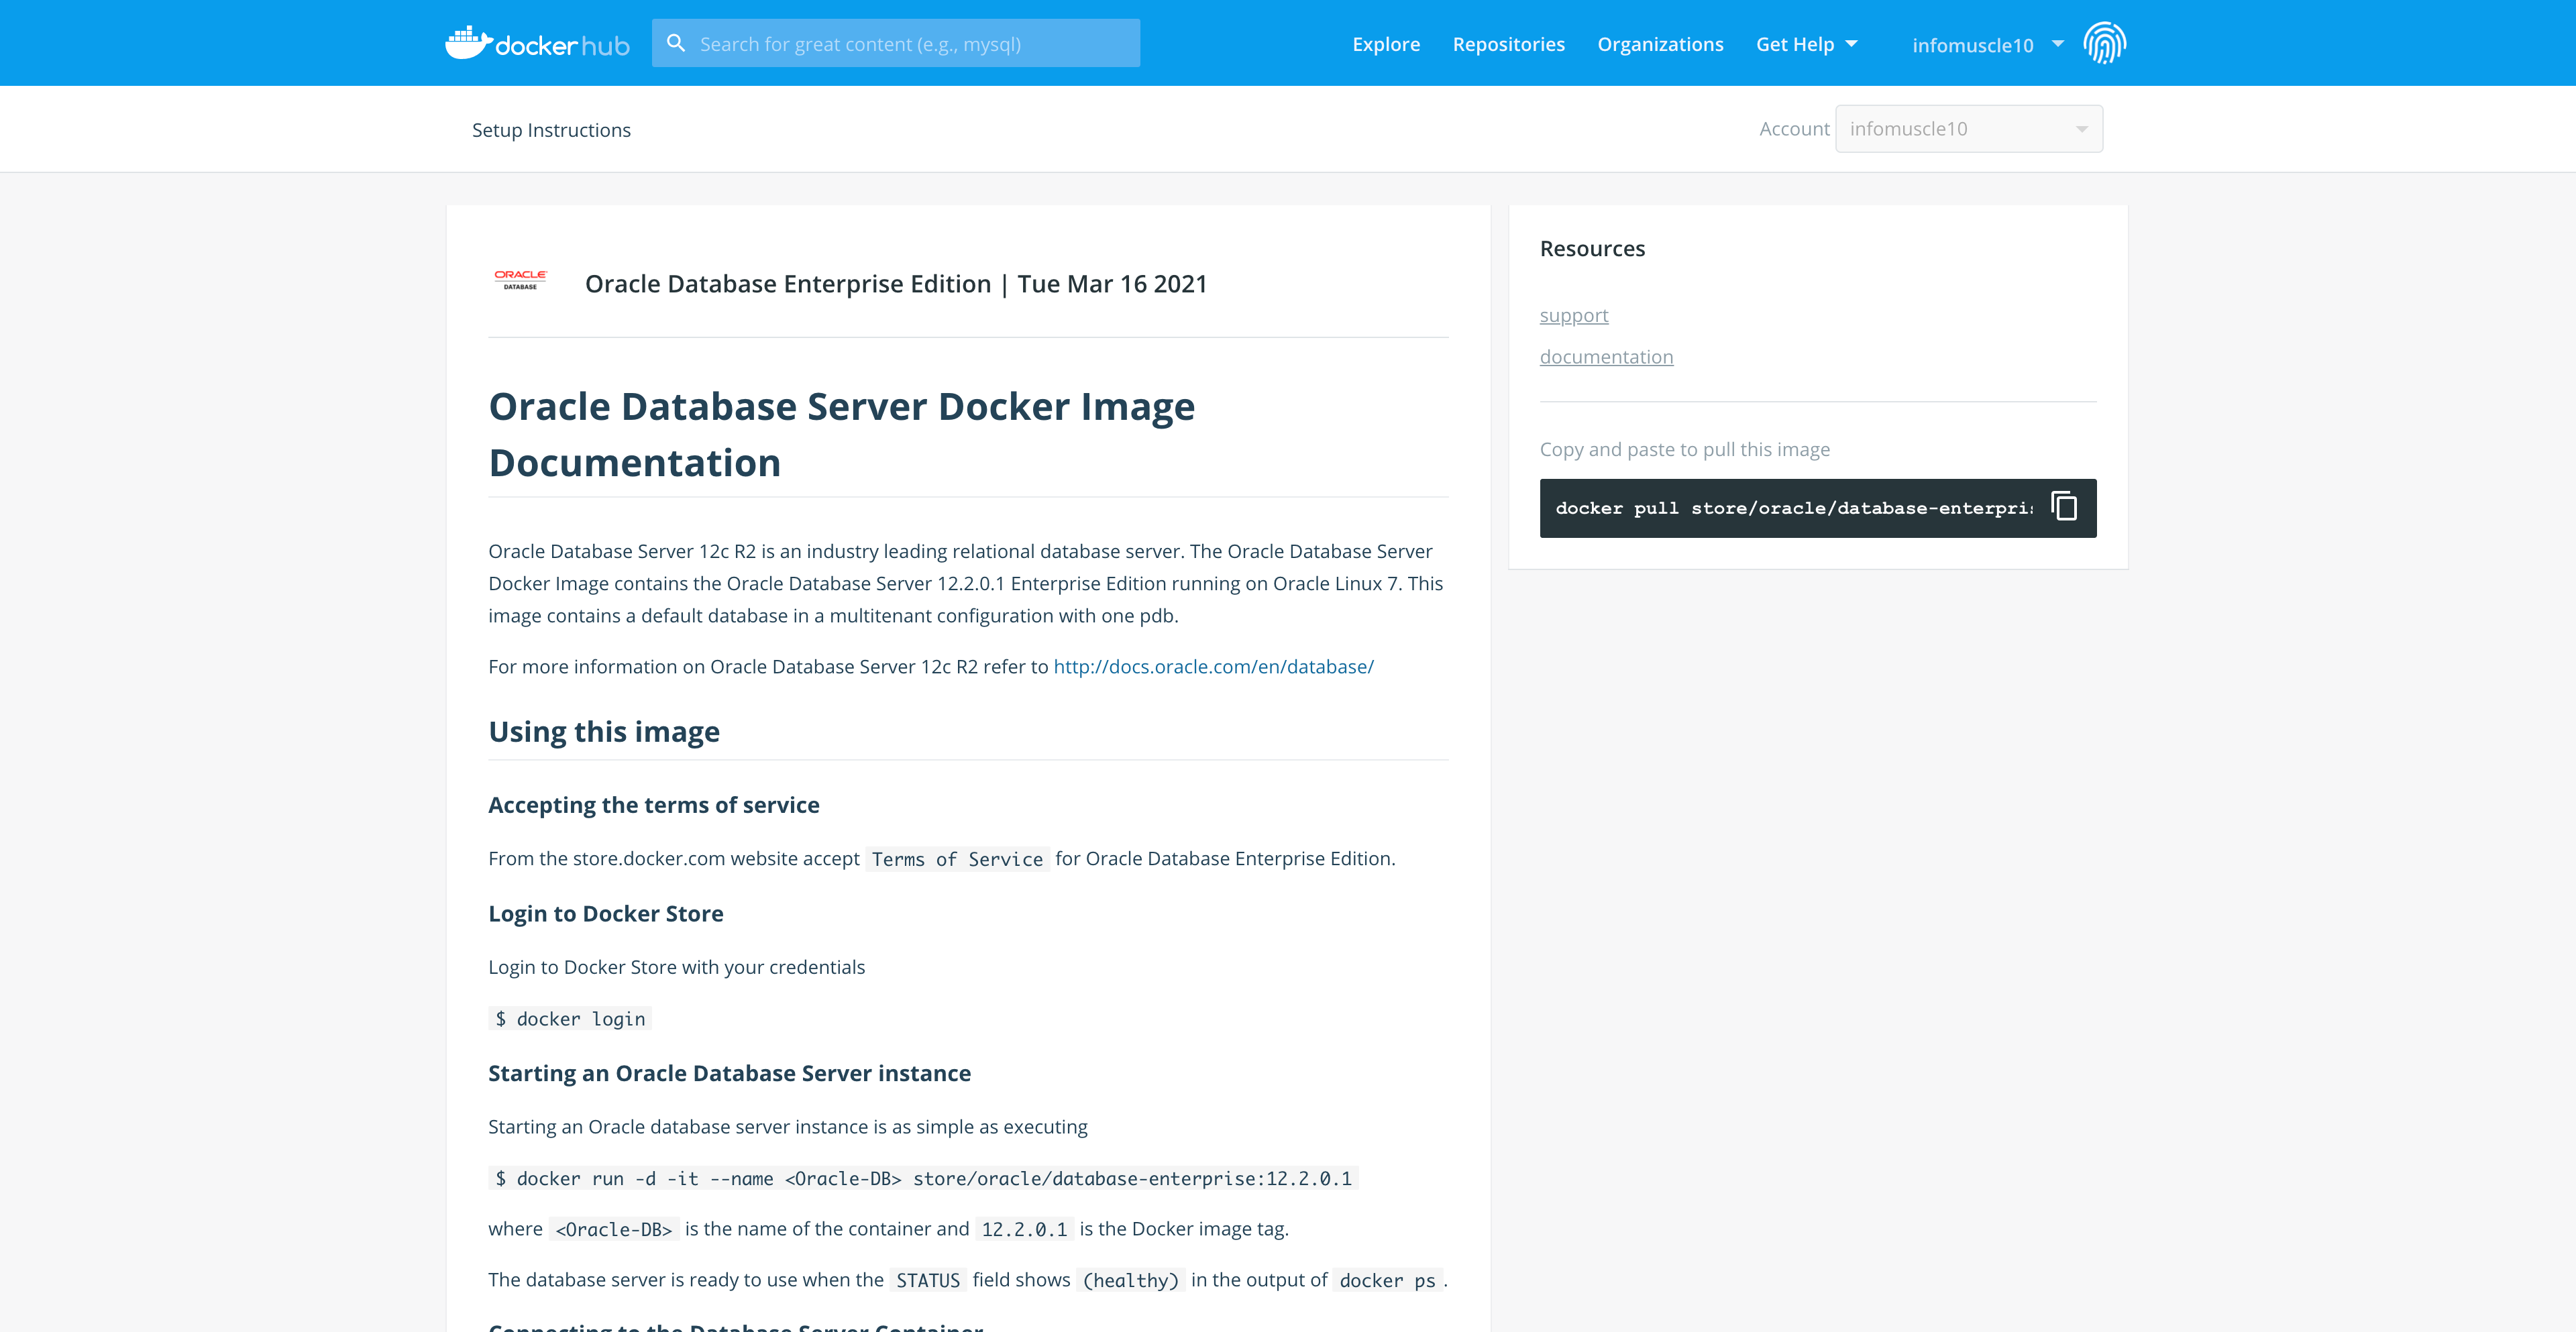 docker hub
Search for great content (e.g., mysql)
Explore
Repositories
Organizations
Get Help
infomuscle10
Setup Instructions
Account
infomuscle10
ORACLE
DATABASE
Oracle Database Enterprise Edition | Tue Mar 16 2021
Oracle Database Server Docker Image
Documentation
Oracle Database Server 12c R2 is an industry leading relational database server. The Oracle Database Server
Docker Image contains the Oracle Database Server 12.2.0.1 Enterprise Edition running on Oracle Linux 7. This
image contains a default database in a multitenant configuration with one pdb.
For more information on Oracle Database Server 12c R2 refer to http://docs.oracle.com/en/database/
Using this image
Accepting the terms of service
From the store.docker.com website accept Terms of Service for Oracle Database Enterprise Edition.
Login to Docker Store
Login to Docker Store with your credentials
$ docker login
Starting an Oracle Database Server instance
Starting an Oracle database server instance is as simple as executing
$ docker run -d -it --name <Oracle-DB> store/oracle/database-enterprise:12.2.0.1
where <Oracle-DB> is the name of the container and 12.2.0.1 is the Docker image tag.
The database server is ready to use when the STATUS field shows (healthy) in the output of docker ps.
Connecting to the Database Server Container
Resources
support
documentation
Copy and paste to pull this image
docker pull store/oracle/database-enterpri